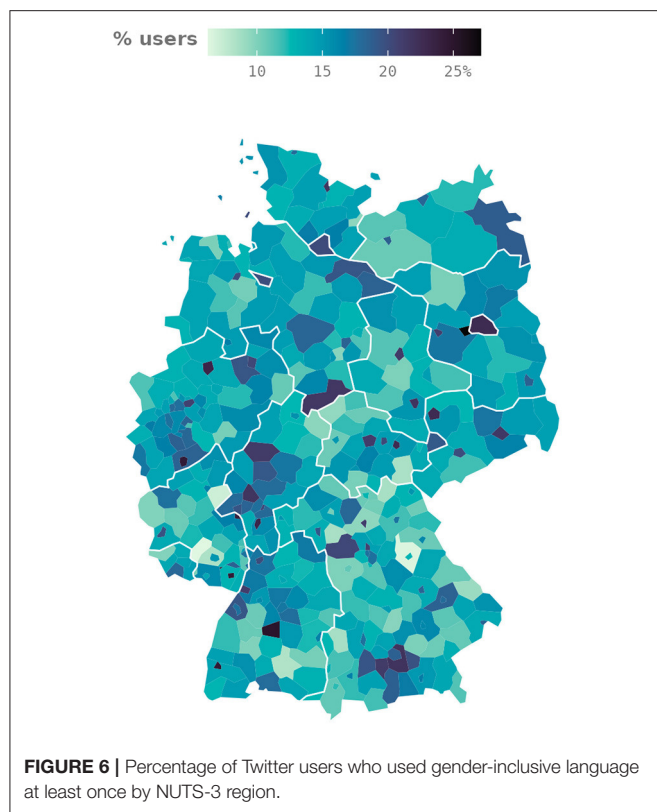 % users
10 15 20 25%
FIGURE 6 | Percentage of Twitter users who used gender-inclusive language
at least once by NUTS-3 region.